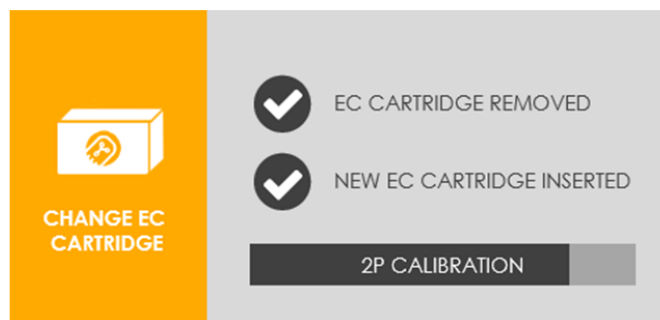 CHANGE EC
CARTRIDGE
EC CARTRIDGE REMOVED
NEW EC CARTRIDGE INSERTED
2P CALIBRATION